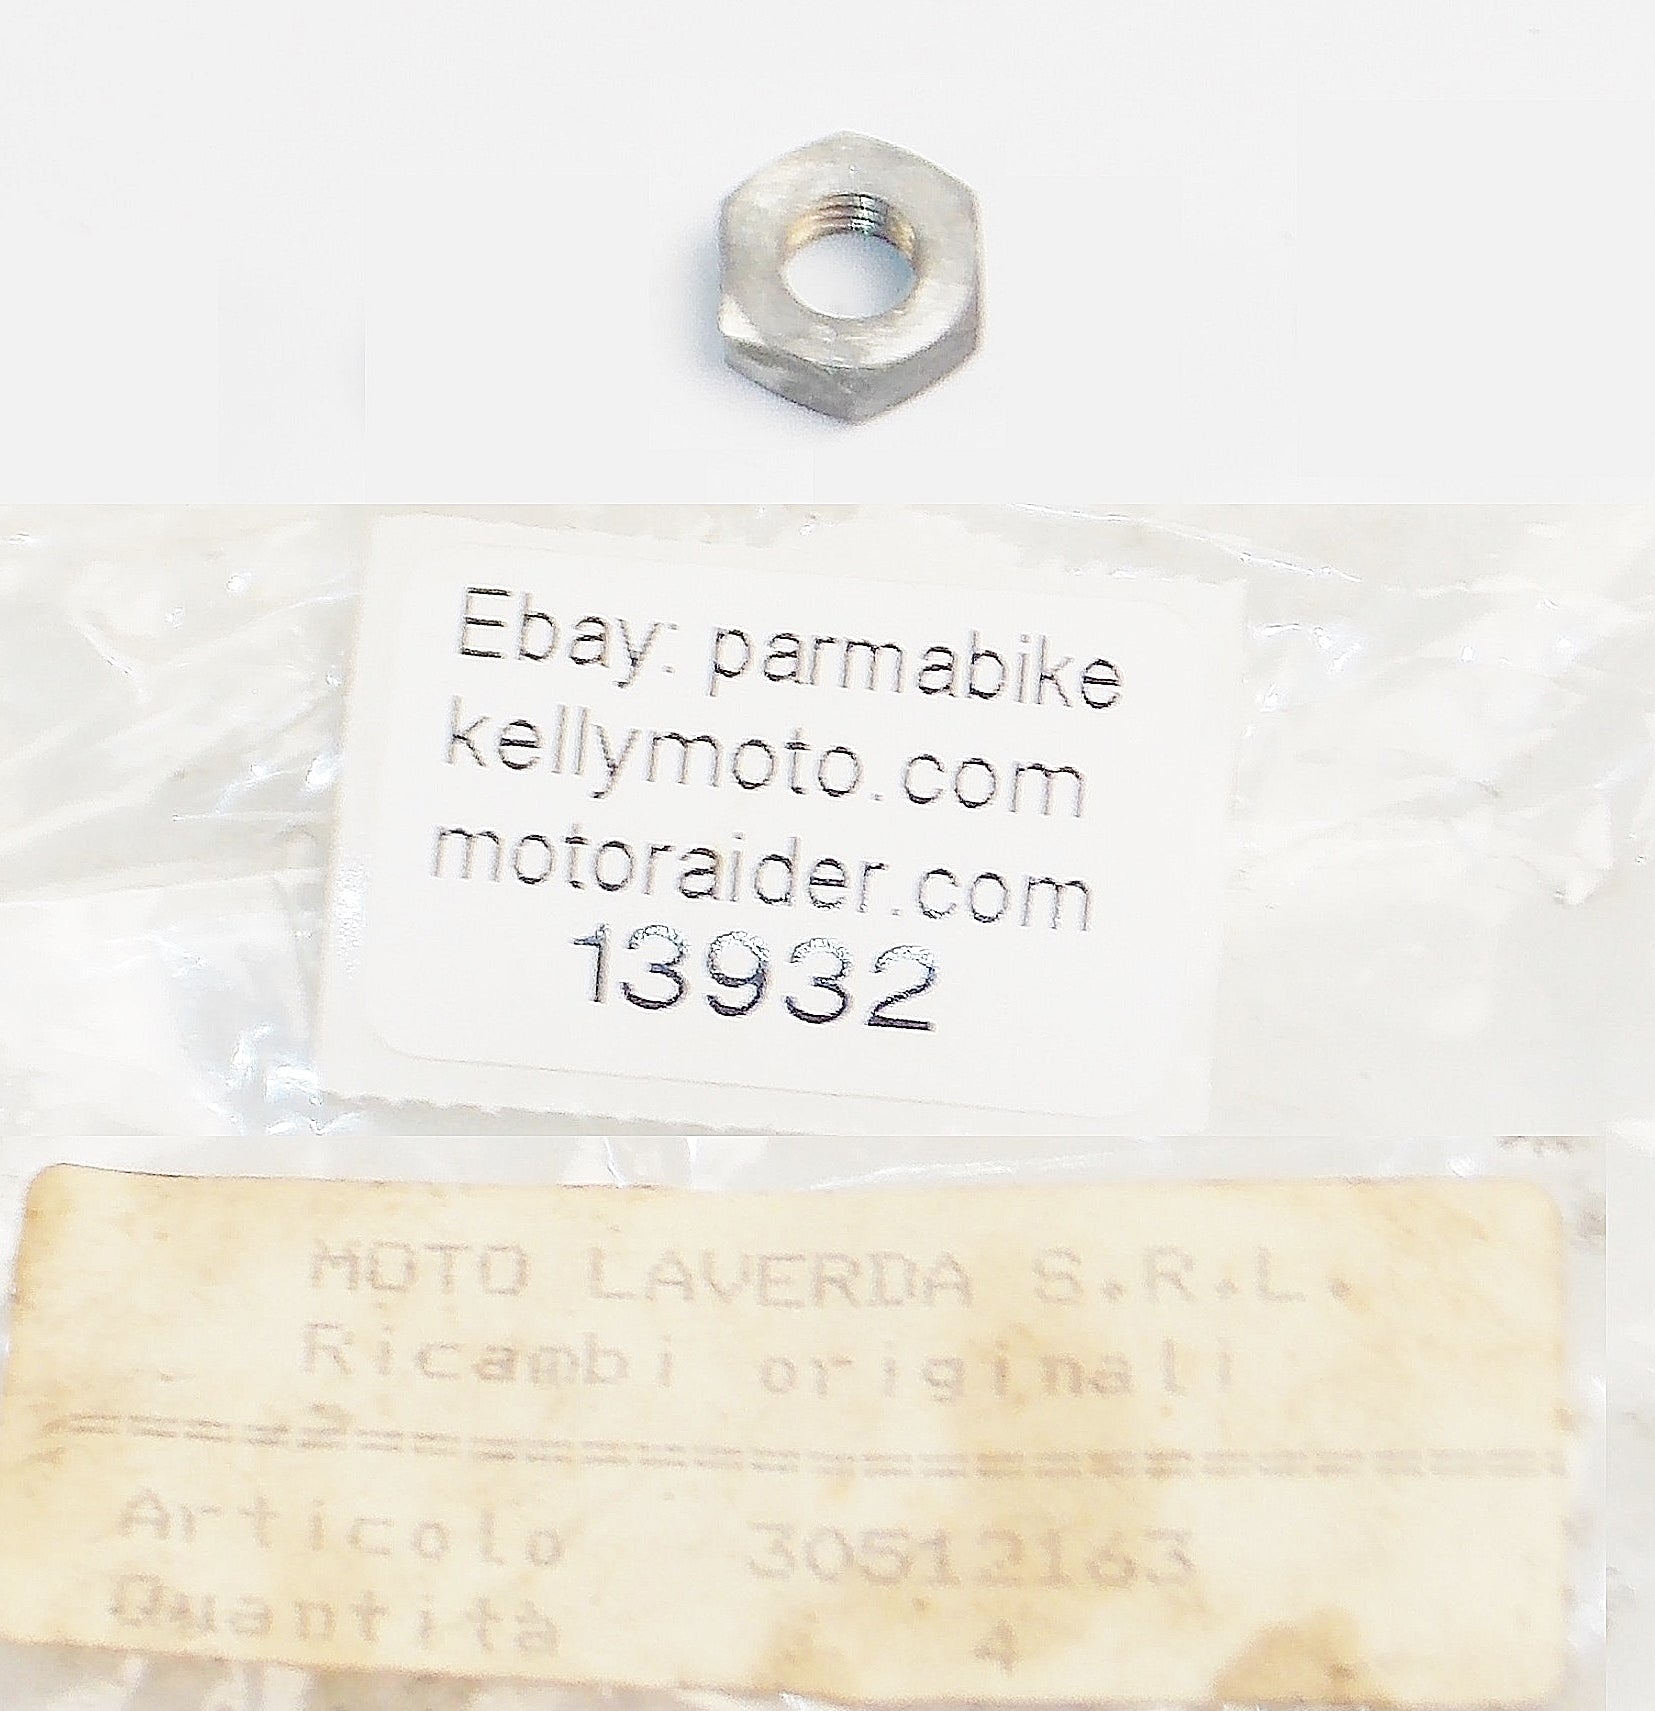 Ebay: parmabike
kellymoto.com
motoraider.com
13932
MOTO LAVERDA S.R.L.
Ricambi originali
Articolo 30512163
Quantità 4